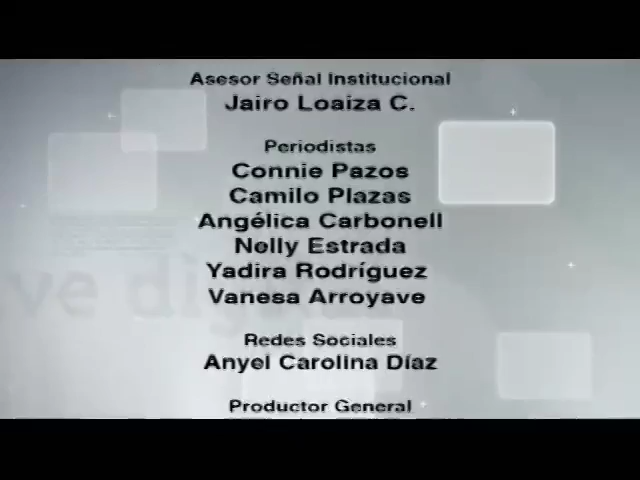 Asesor Señal Institucional
Jairo Loaiza C.
Periodistas
Connie Pazos
Camilo Plazas
Angélica Carbonell
Nelly Estrada
Yadira Rodríguez
Vanesa Arroyave
Redes Sociales
Anyel Carolina Díaz
Productor General